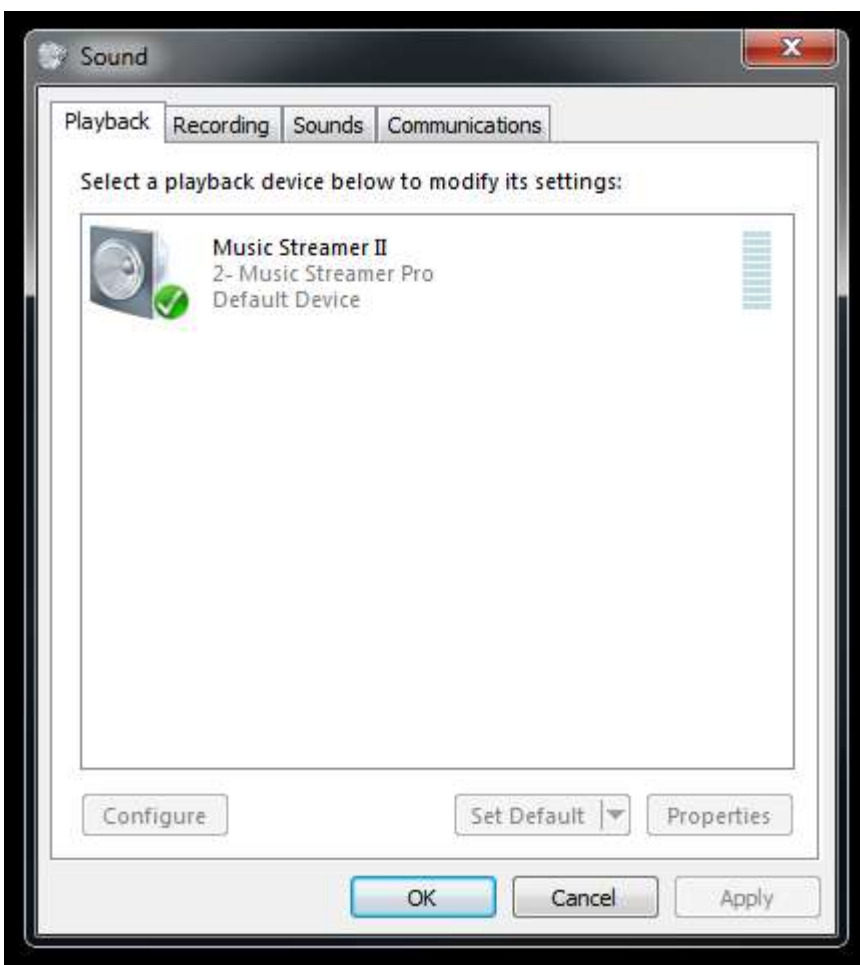 Sound
Playback Recording Sounds Communications
Select a playback device below to modify its settings:
Music Streamer II
2- Music Streamer Pro
Default Device
Configure Set Default Properties
OK Cancel Apply